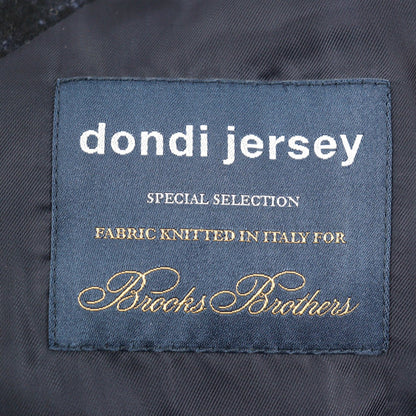 dondi jersey
SPECIAL SELECTION
FABRIC KNITTED IN ITALY FOR
Brooks Brothers